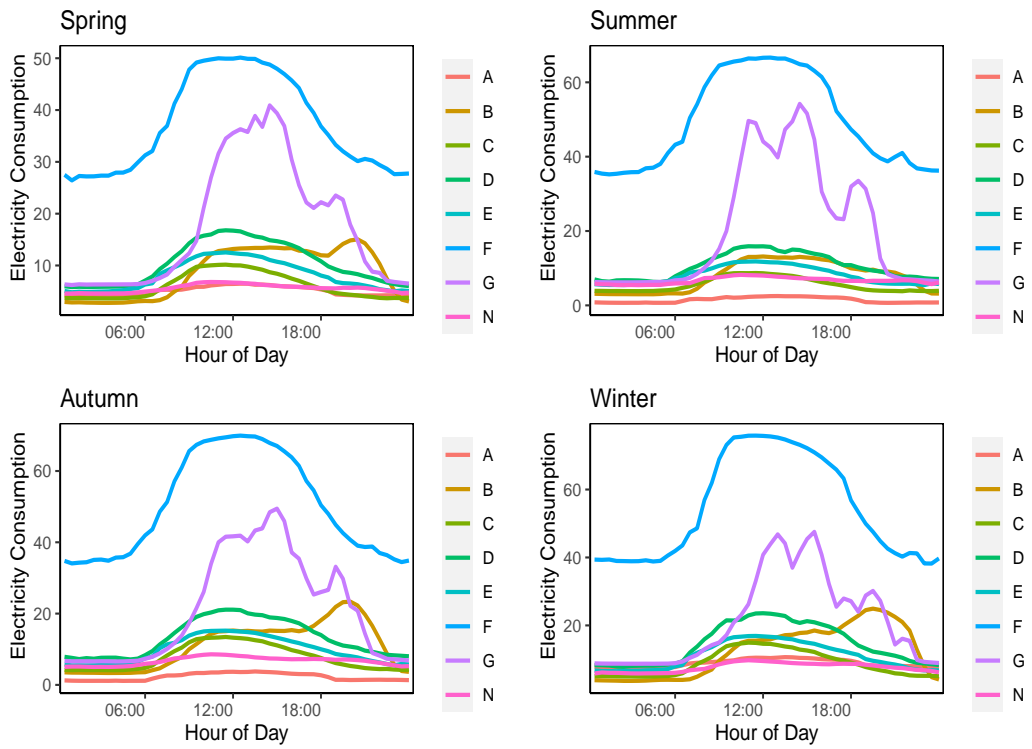 Spring
Electricity Consumption
50
40
30
20
10
06:00 12:00 18:00
Hour of Day
A
B
C
D
E
F
G
N
Summer
Electricity Consumption
60
40
20
0
06:00 12:00 18:00
Hour of Day
A
B
C
D
E
F
G
N
Autumn
Electricity Consumption
60
40
20
0
06:00 12:00 18:00
Hour of Day
A
B
C
D
E
F
G
N
Winter
Electricity Consumption
60
40
20
06:00 12:00 18:00
Hour of Day
A
B
C
D
E
F
G
N